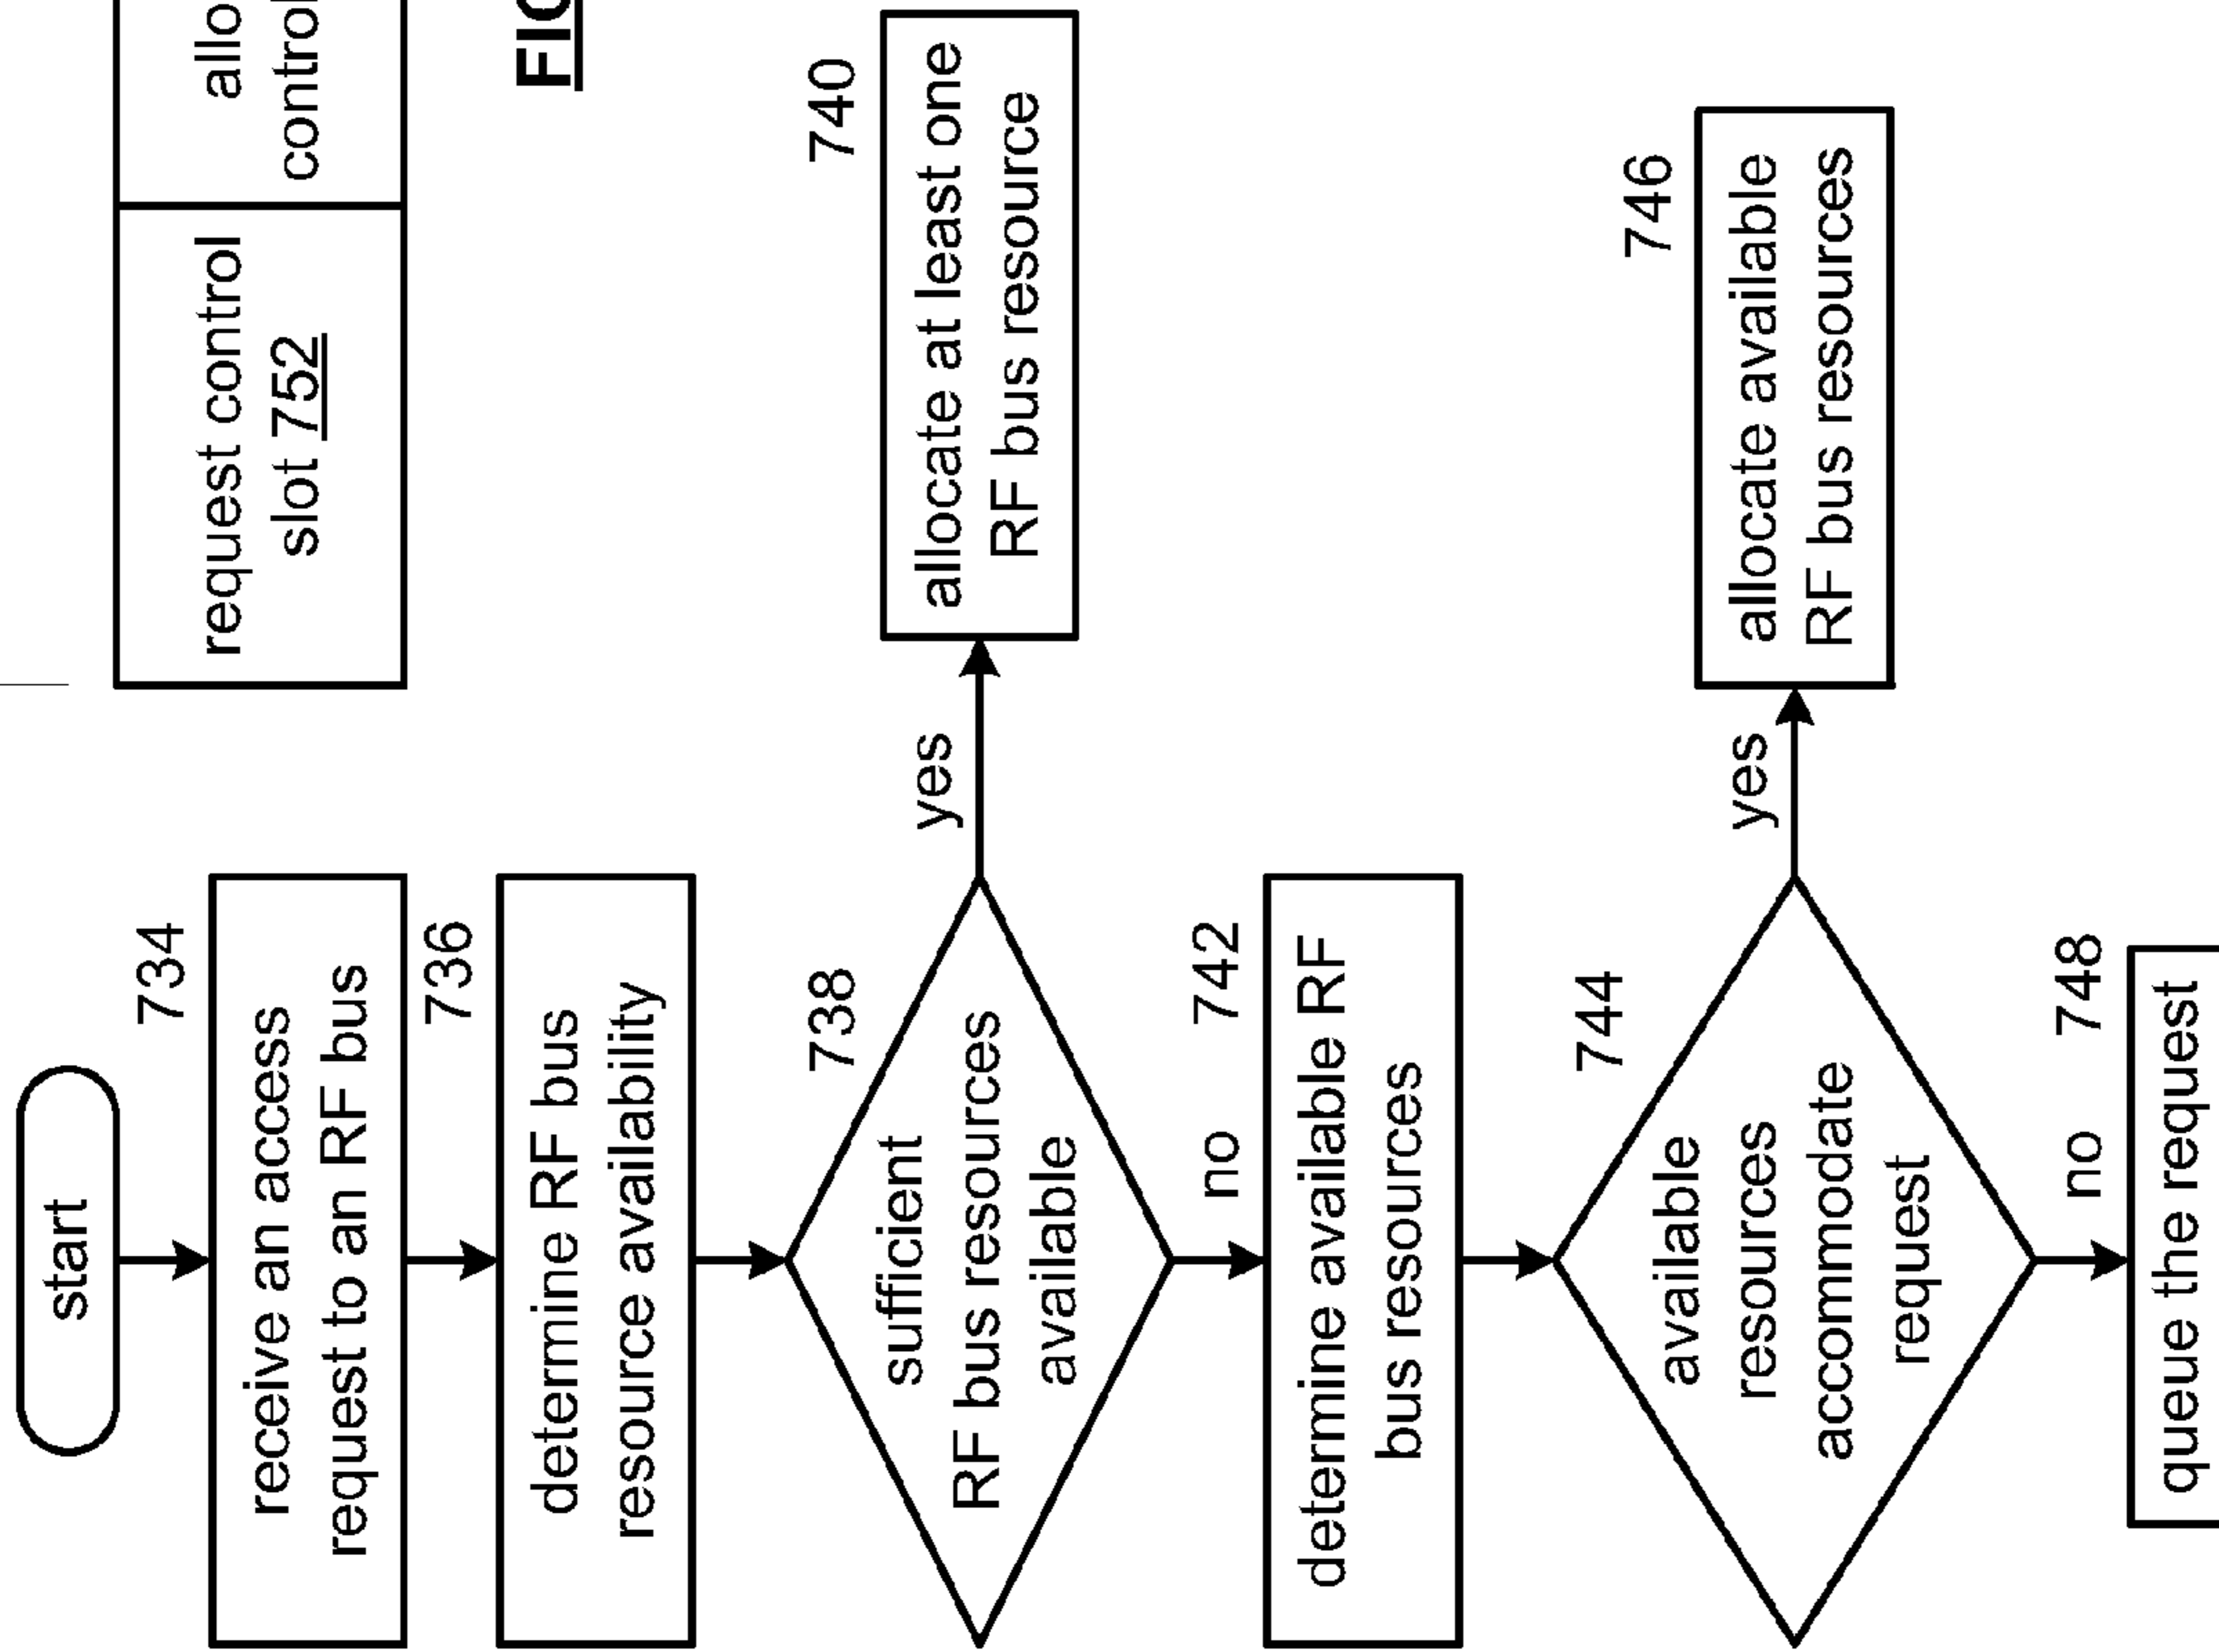 start
734
receive an access
request to an RF bus
736
determine RF bus
resource availability
738
sufficient
RF bus resources
available
yes
740
allocate at least one
RF bus resource
no
742
determine available RF
bus resources
744
available
resources
accommodate
request
yes
746
allocate available
RF bus resources
no
748
queue the request
request control
slot 752
control